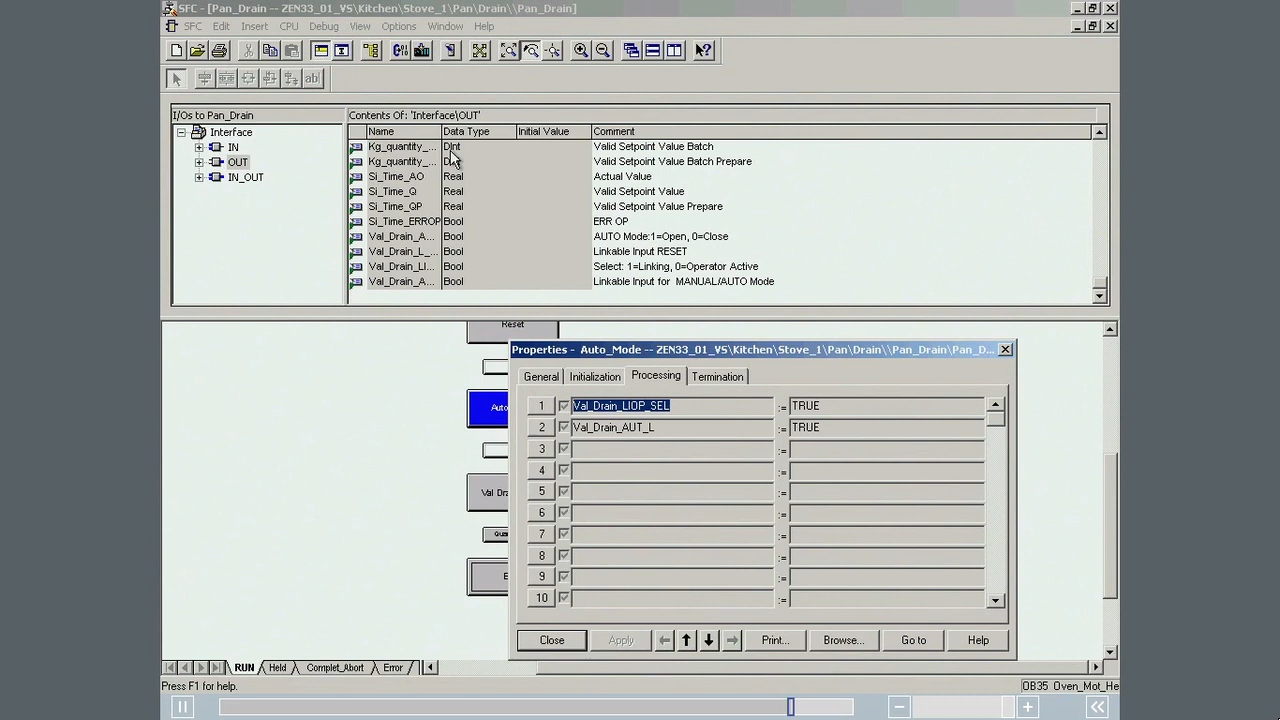 SFC - [Pan_Drain -- ZEN33_01_VS\Kitchen\Stove_1\Pan\Drain\\Pan_Drain]
SFC Edit Insert CPU Debug View Options Window Help
ab|
I/Os to Pan_Drain
Contents Of: 'Interface\OUT'
Interface
IN
OUT
IN_OUT
Name Data Type Initial Value Comment
Kg_quantity_... DInt Valid Setpoint Value Batch
Kg_quantity_... Valid Setpoint Value Batch Prepare
Si_Time_AO Real Actual Value
Si_Time_Q Real Valid Setpoint Value
Si_Time_QP Real Valid Setpoint Value Prepare
Si_Time_ERROP Bool ERR OP
Val_Drain_A... Bool AUTO Mode:1=Open, 0=Close
Val_Drain_L_... Bool Linkable Input RESET
Val_Drain_LI... Bool Select: 1=Linking, 0=Operator Active
Val_Drain_A... Bool Linkable Input for MANUAL/AUTO Mode
Reset
Auto
Val Dra
Properties - Auto_Mode -- ZEN33_01_VS\Kitchen\Stove_1\Pan\Drain\\Pan_Drain\Pan_D...
General Initialization Processing Termination
1 Val_Drain_LIOP_SEL := TRUE
2 Val_Drain_AUT_L := TRUE
3 :=
4 :=
5 :=
6 :=
7 :=
8 :=
9 :=
10 :=
Close Apply Print... Browse... Go to Help
RUN Held Complet_Abort Error
Press F1 for help.
OB35 Oven_Mot_He